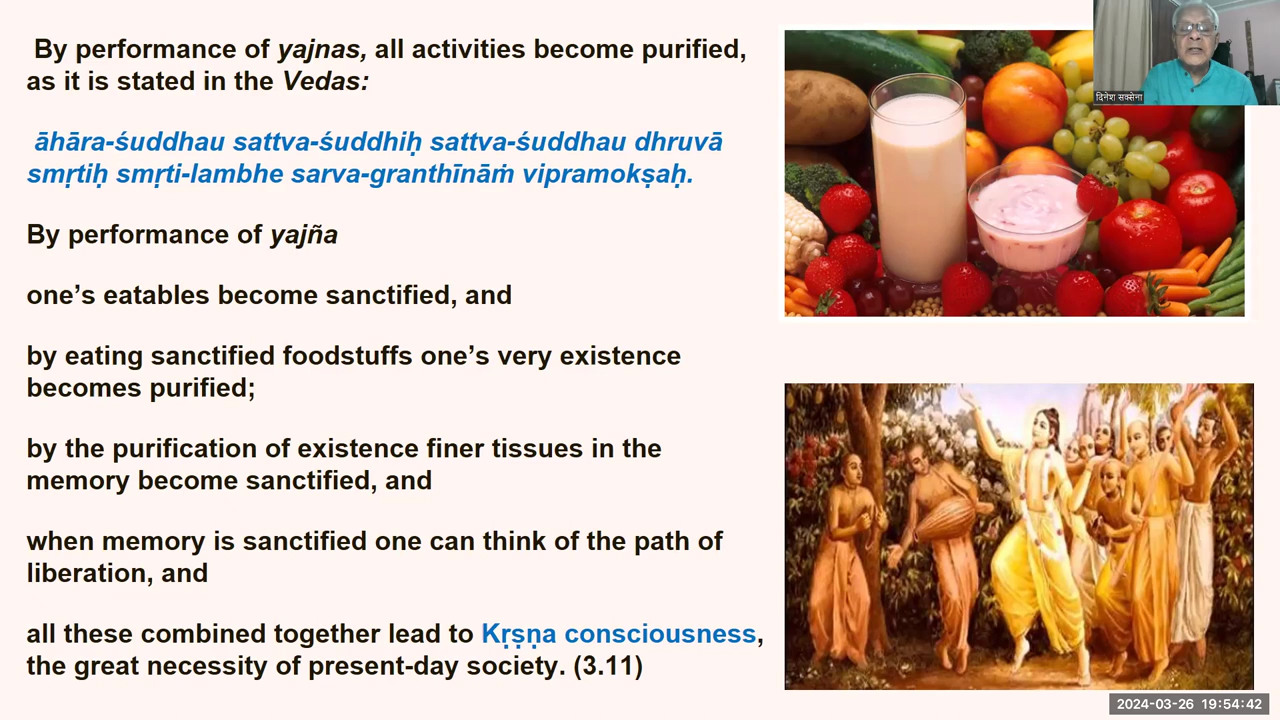 By performance of yajnas, all activities become purified,
as it is stated in the Vedas:
āhāra-śuddhau sattva-śuddhiḥ sattva-śuddhau dhruvā
smṛtiḥ smṛti-lambhe sarva-granthīnāṁ vipramokṣaḥ.
By performance of yajña
one’s eatables become sanctified, and
by eating sanctified foodstuffs one’s very existence
becomes purified;
by the purification of existence finer tissues in the
memory become sanctified, and
when memory is sanctified one can think of the path of
liberation, and
all these combined together lead to Kṛṣṇa consciousness,
the great necessity of present-day society. (3.11)
दिनेश सक्सेना
2024-03-26 19:54:42